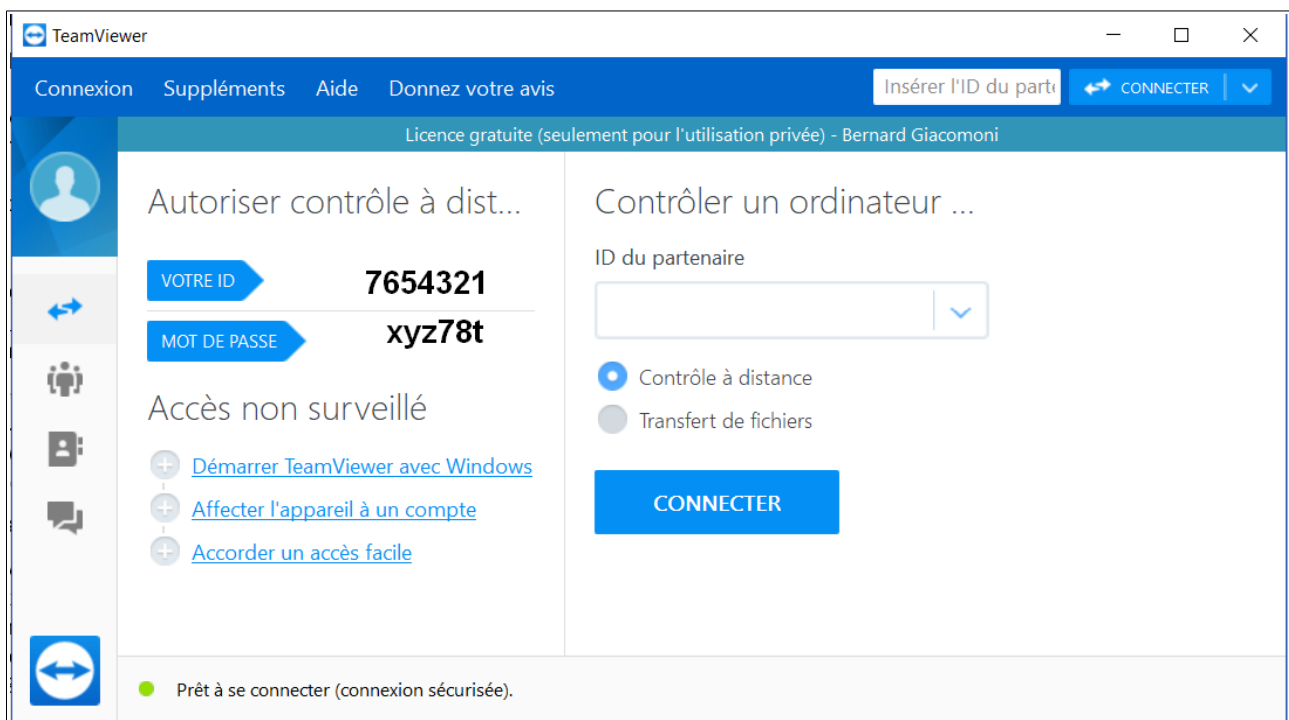 TeamViewer
Connexion Suppléments Aide Donnez votre avis
Insérer l'ID du parte
CONNECTER
Licence gratuite (seulement pour l'utilisation privée) - Bernard Giacomoni
Autoriser contrôle à dist...
VOTRE ID 7654321
MOT DE PASSE xyz78t
Accès non surveillé
Démarrer TeamViewer avec Windows
Affecter l'appareil à un compte
Accorder un accès facile
Contrôler un ordinateur ...
ID du partenaire
Contrôle à distance
Transfert de fichiers
CONNECTER
Prêt à se connecter (connexion sécurisée).